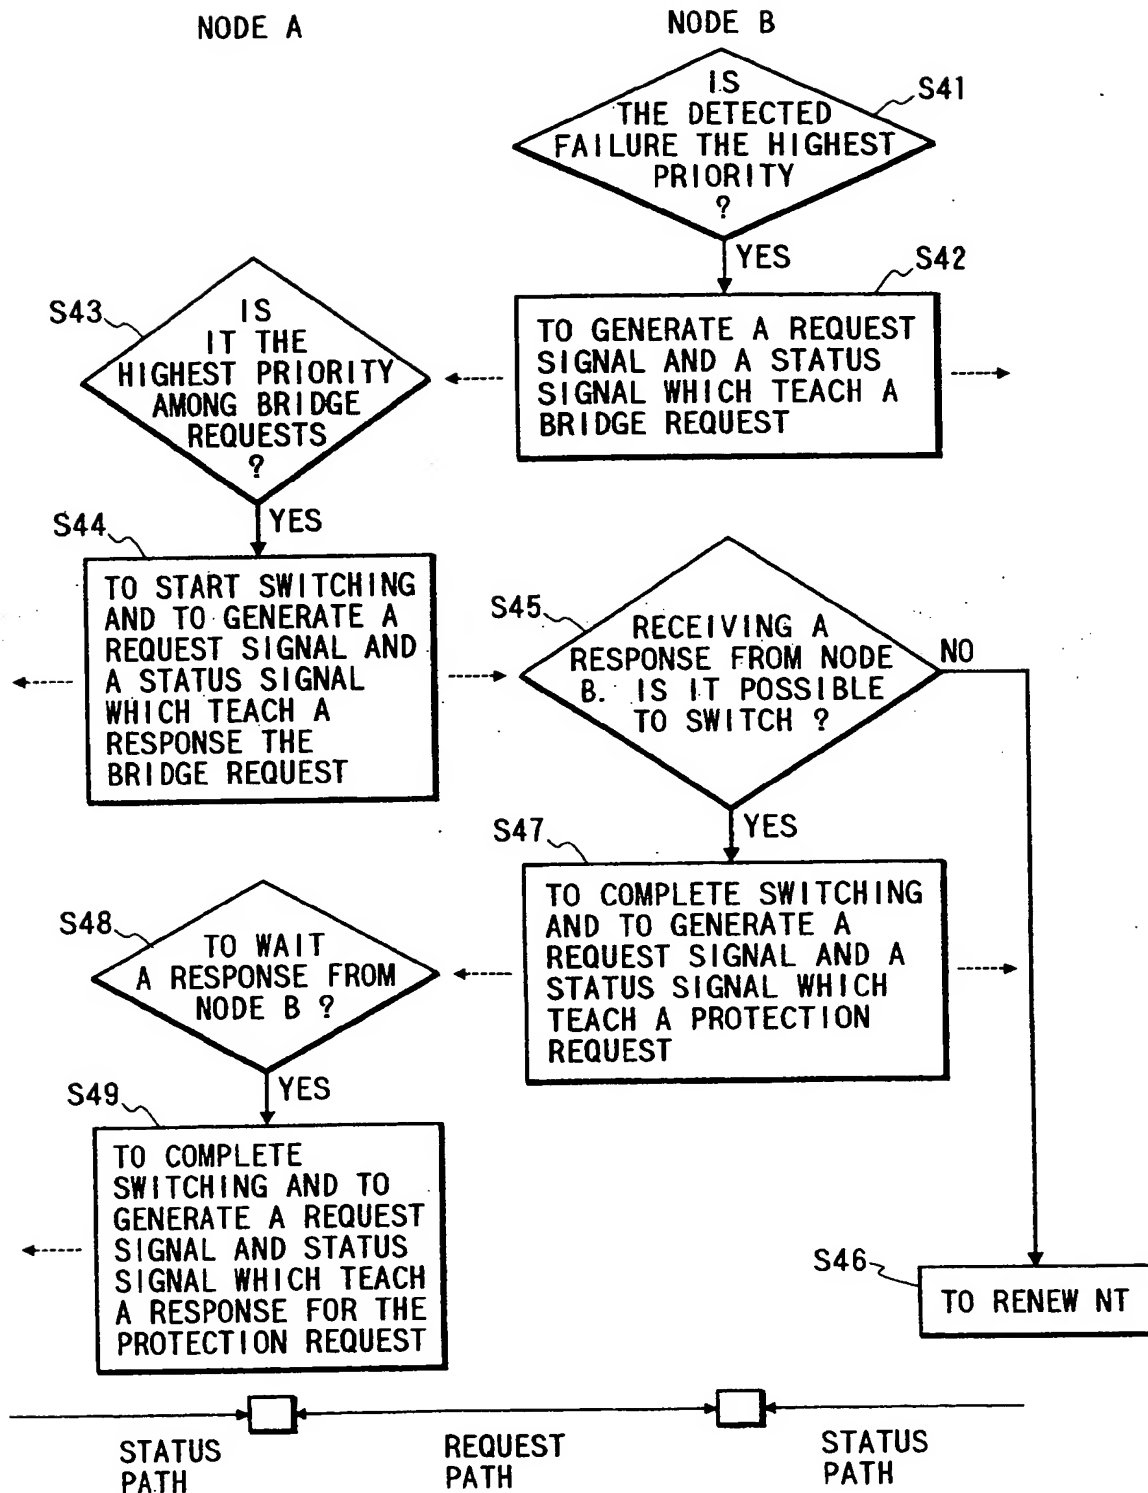 NODE A
NODE B
IS
THE DETECTED
FAILURE THE HIGHEST
PRIORITY
?
S41
YES
S42
TO GENERATE A REQUEST
SIGNAL AND A STATUS
SIGNAL WHICH TEACH A
BRIDGE REQUEST
S43
IS
IT THE
HIGHEST PRIORITY
AMONG BRIDGE
REQUESTS
?
YES
S44
TO START SWITCHING
AND TO GENERATE A
REQUEST SIGNAL AND
A STATUS SIGNAL
WHICH TEACH A
RESPONSE THE
BRIDGE REQUEST
S45
RECEIVING A
RESPONSE FROM NODE
B. IS IT POSSIBLE
TO SWITCH ?
NO
YES
S47
TO COMPLETE SWITCHING
AND TO GENERATE A
REQUEST SIGNAL AND A
STATUS SIGNAL WHICH
TEACH A PROTECTION
REQUEST
S48
TO WAIT
A RESPONSE FROM
NODE B ?
YES
S49
TO COMPLETE
SWITCHING AND TO
GENERATE A REQUEST
SIGNAL AND STATUS
SIGNAL WHICH TEACH
A RESPONSE FOR THE
PROTECTION REQUEST
S46
TO RENEW NT
STATUS
PATH
REQUEST
PATH
STATUS
PATH